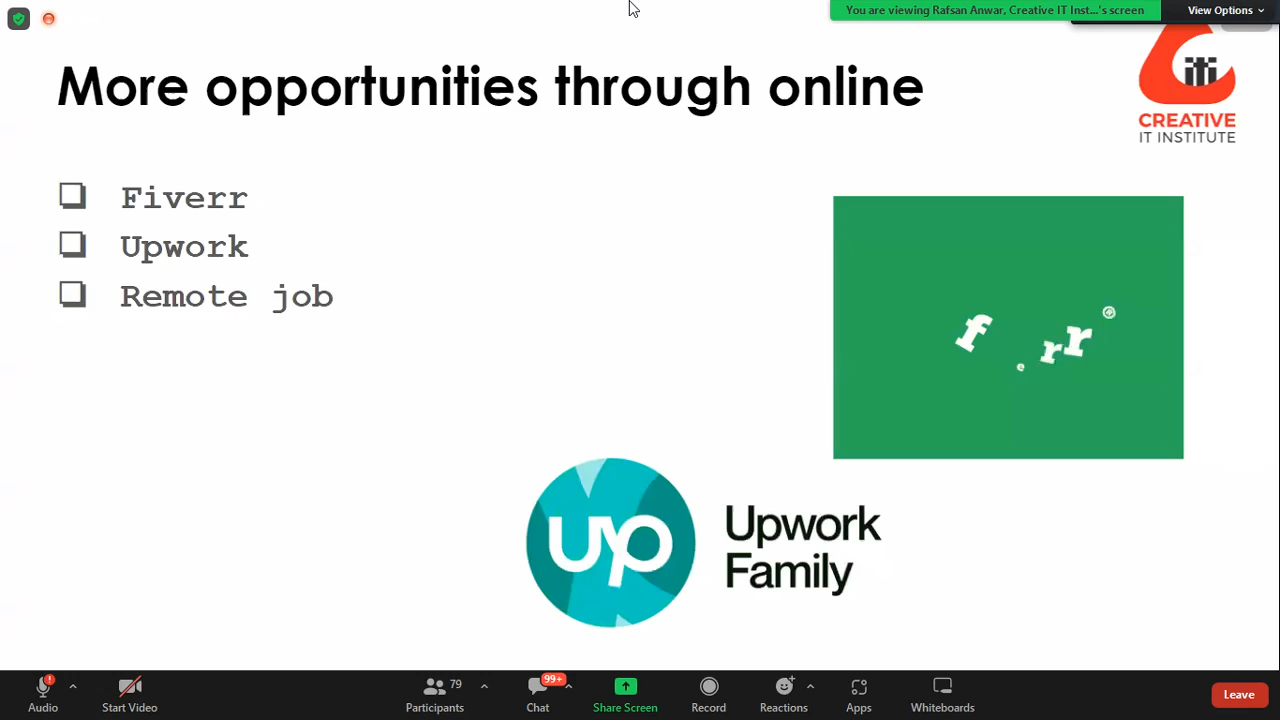 You are viewing Rafsan Anwar, Creative IT Inst...'s screen
View Options
More opportunities through online
iti
CREATIVE
IT INSTITUTE
❑ Fiverr
❑ Upwork
❑ Remote job
f e r r ®
up
Upwork
Family
Audio
Start Video
79
Participants
99+
Chat
Share Screen
Record
Reactions
Apps
Whiteboards
Leave